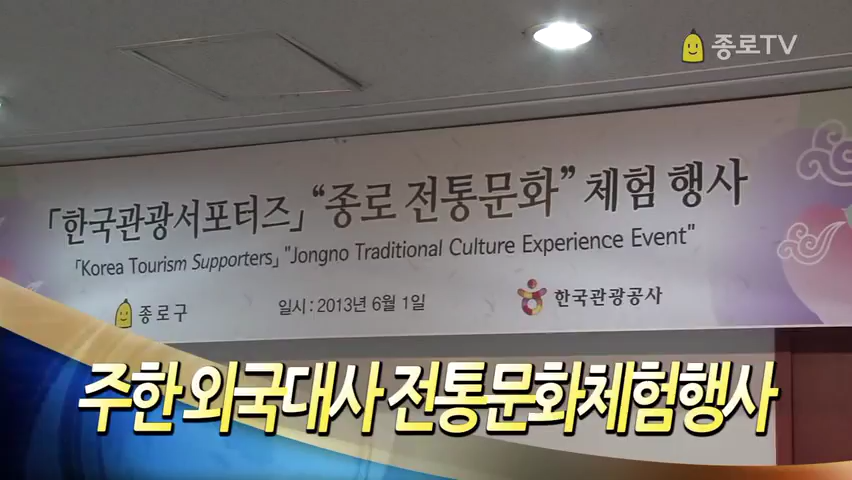 종로TV
「한국관광서포터즈」 “종로 전통문화” 체험 행사
「Korea Tourism Supporters」 "Jongno Traditional Culture Experience Event"
종로구 일시 : 2013년 6월 1일 한국관광공사
주한 외국대사 전통문화체험행사